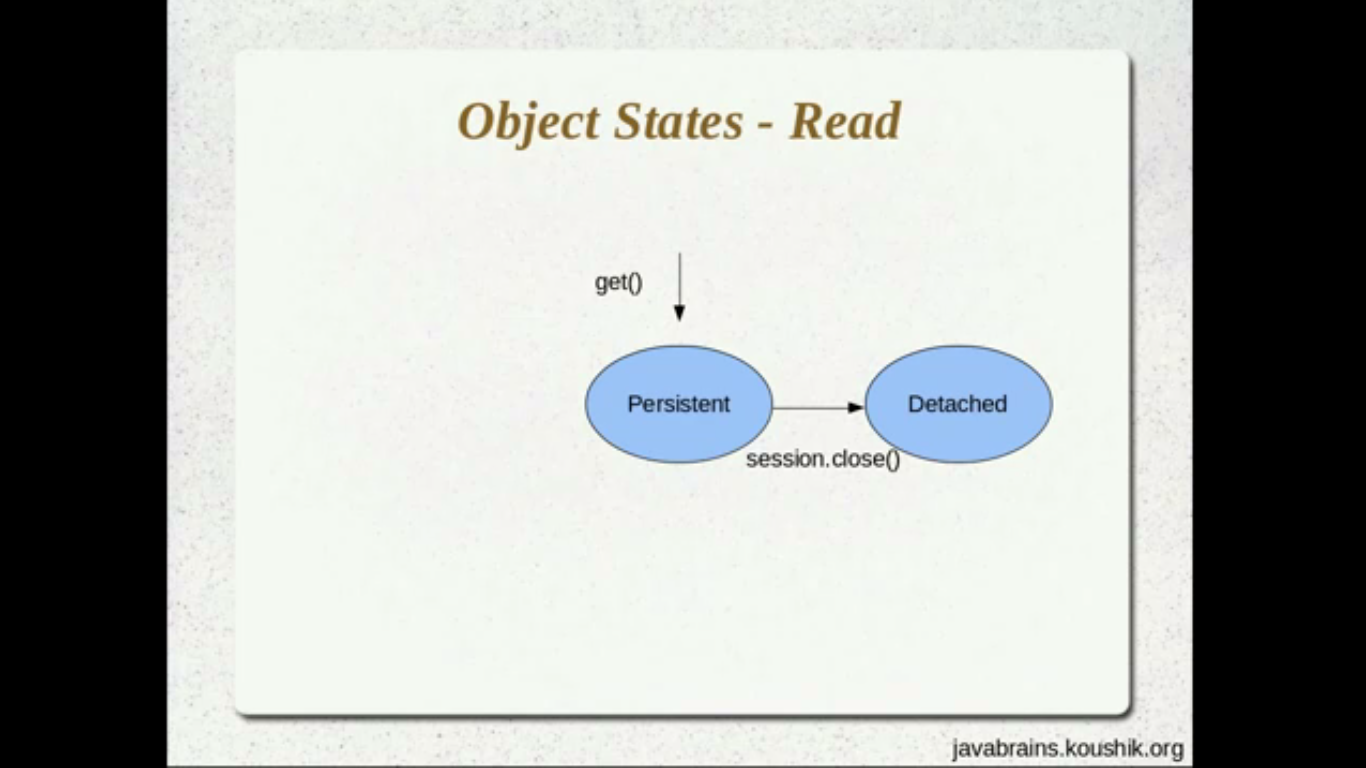 Object States - Read
get()
Persistent
Detached
session.close()
javabrains.koushik.org